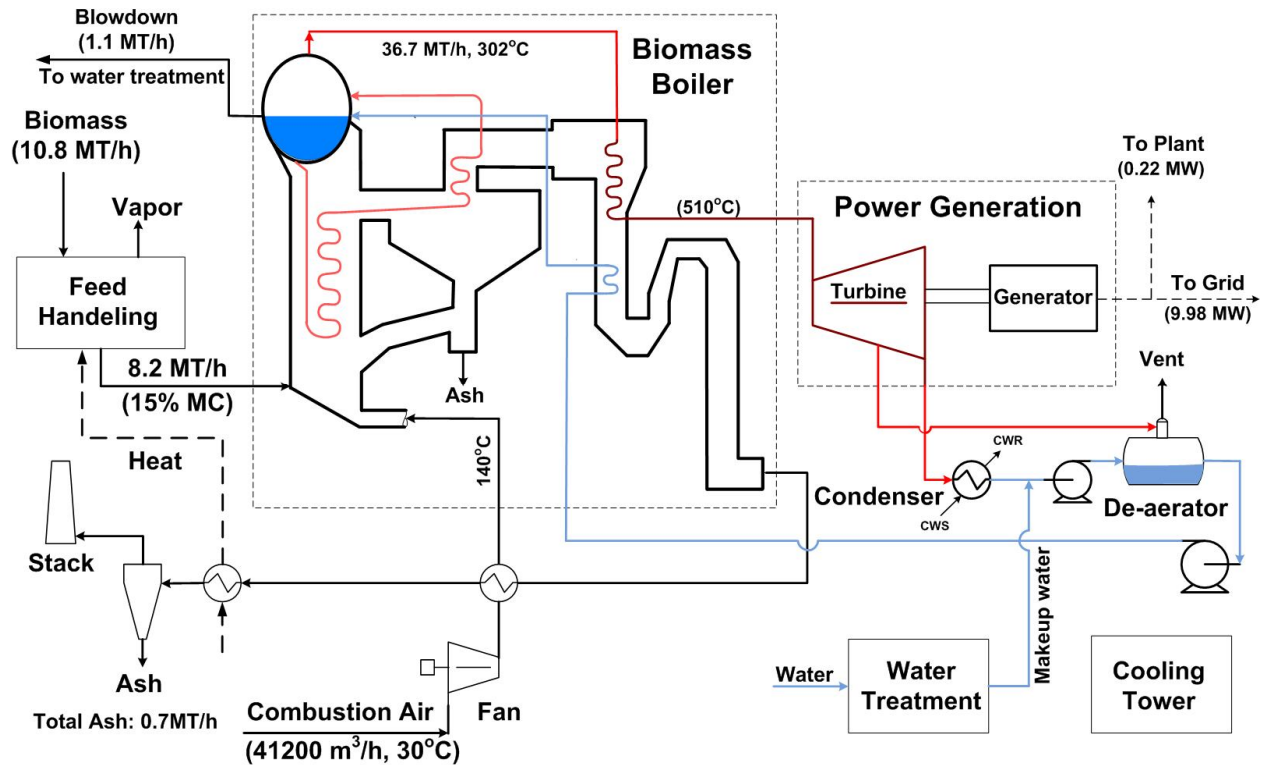 Blowdown
(1.1 MT/h)
To water treatment
36.7 MT/h, 302°C
Biomass
Boiler
Biomass
(10.8 MT/h)
Vapor
Feed
Handeling
8.2 MT/h
(15% MC)
Heat
Ash
140°C
(510°C)
Power Generation
Turbine
Generator
To Plant
(0.22 MW)
To Grid
(9.98 MW)
Vent
CWR
Condenser
CWS
De-aerator
Stack
Ash
Total Ash: 0.7MT/h
Combustion Air
(41200 m³/h, 30°C)
Fan
Water
Water
Treatment
Makeup water
Cooling
Tower